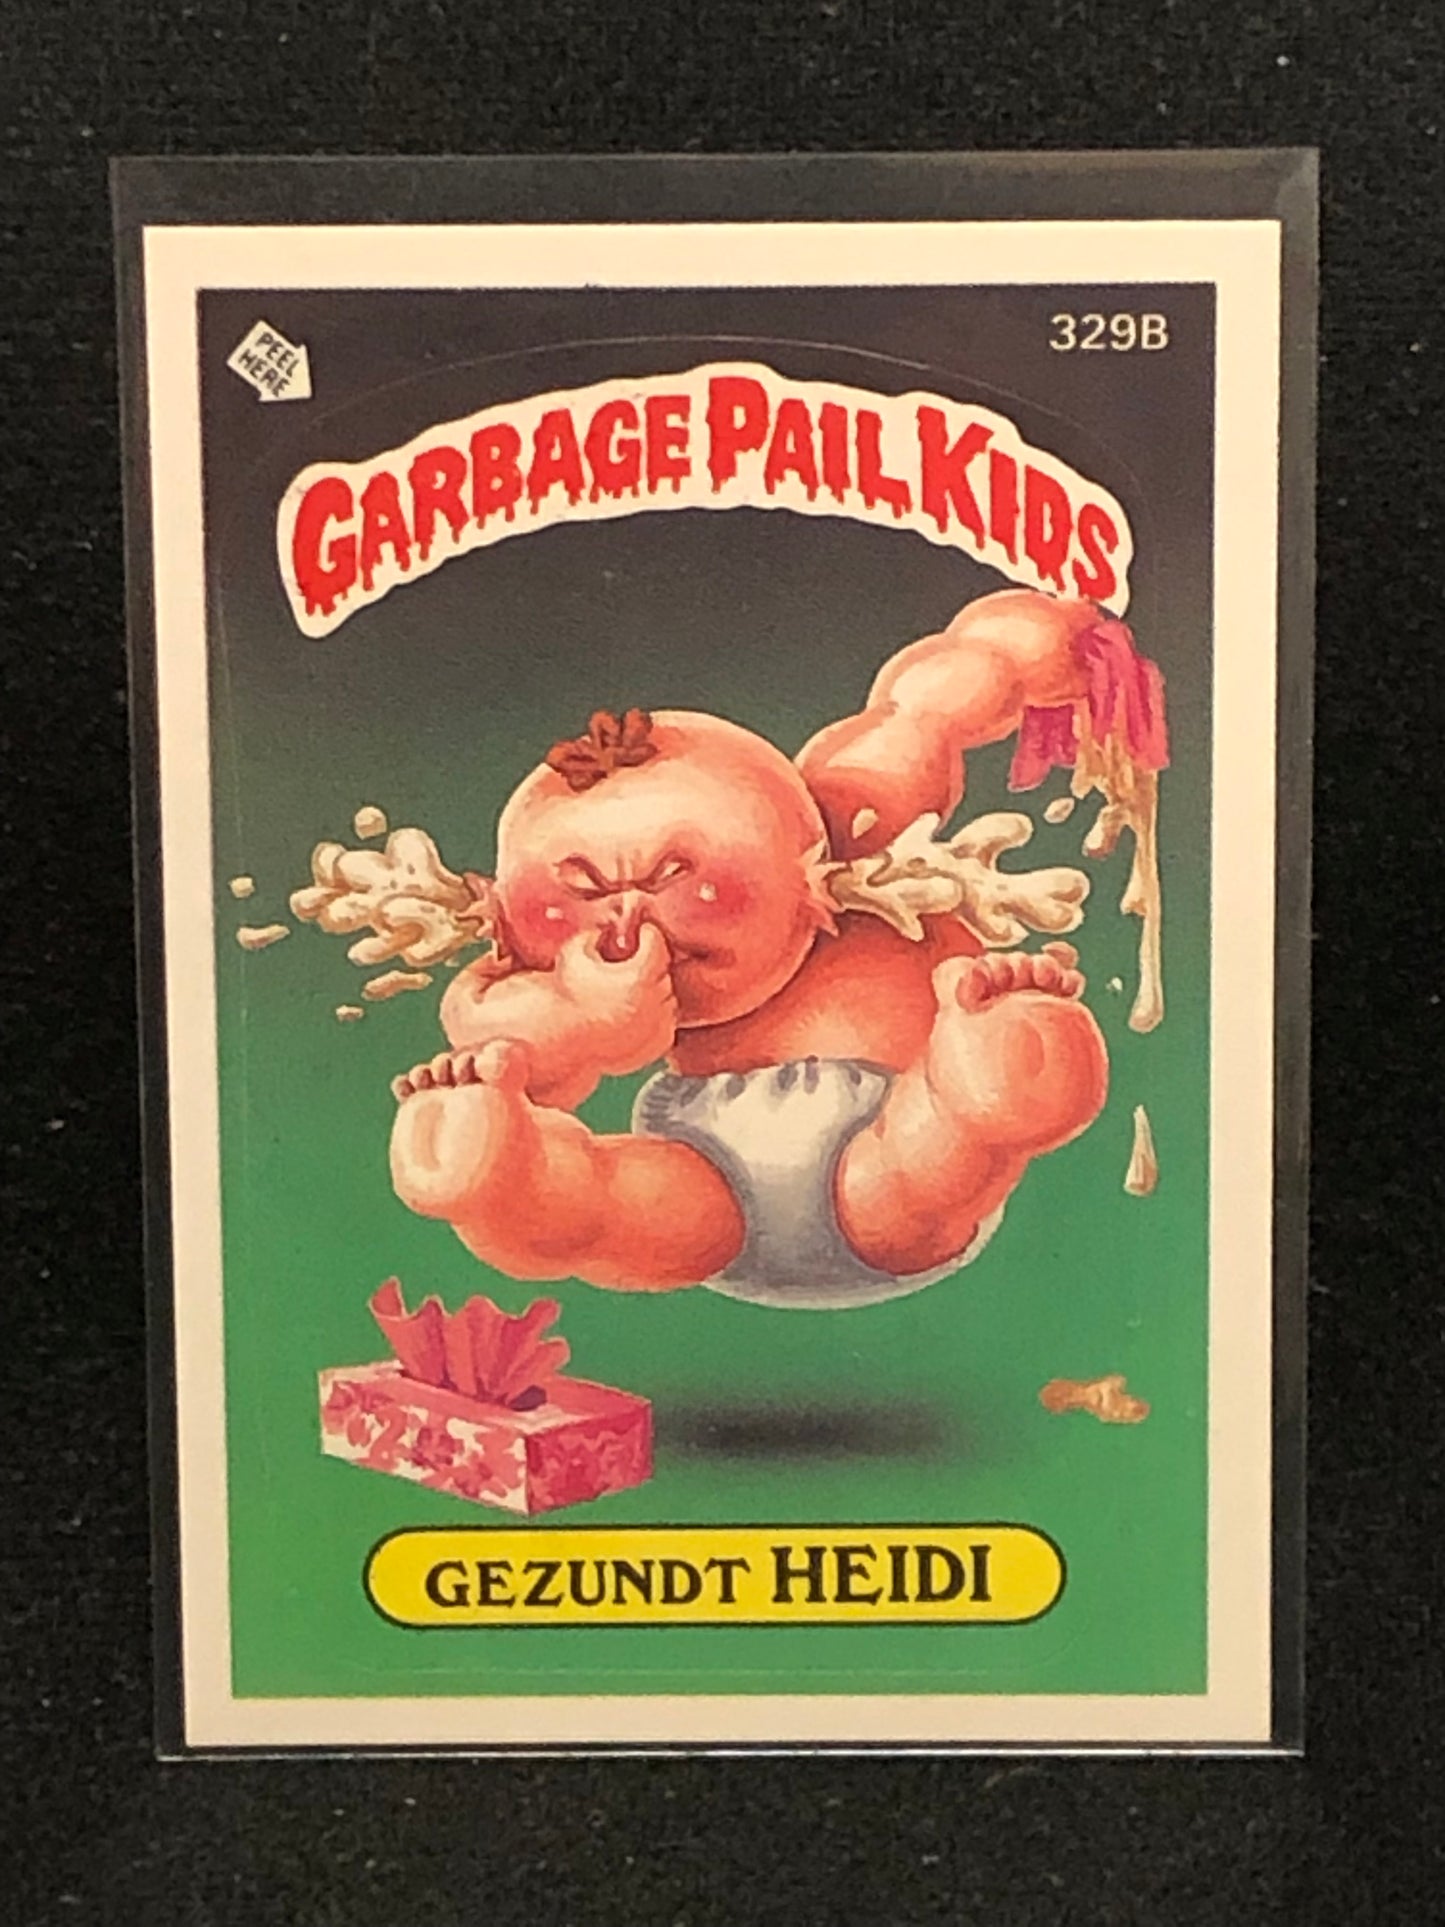 PEEL
HERE
329B
GARBAGE PAIL KIDS
GEZUNDT HEIDI